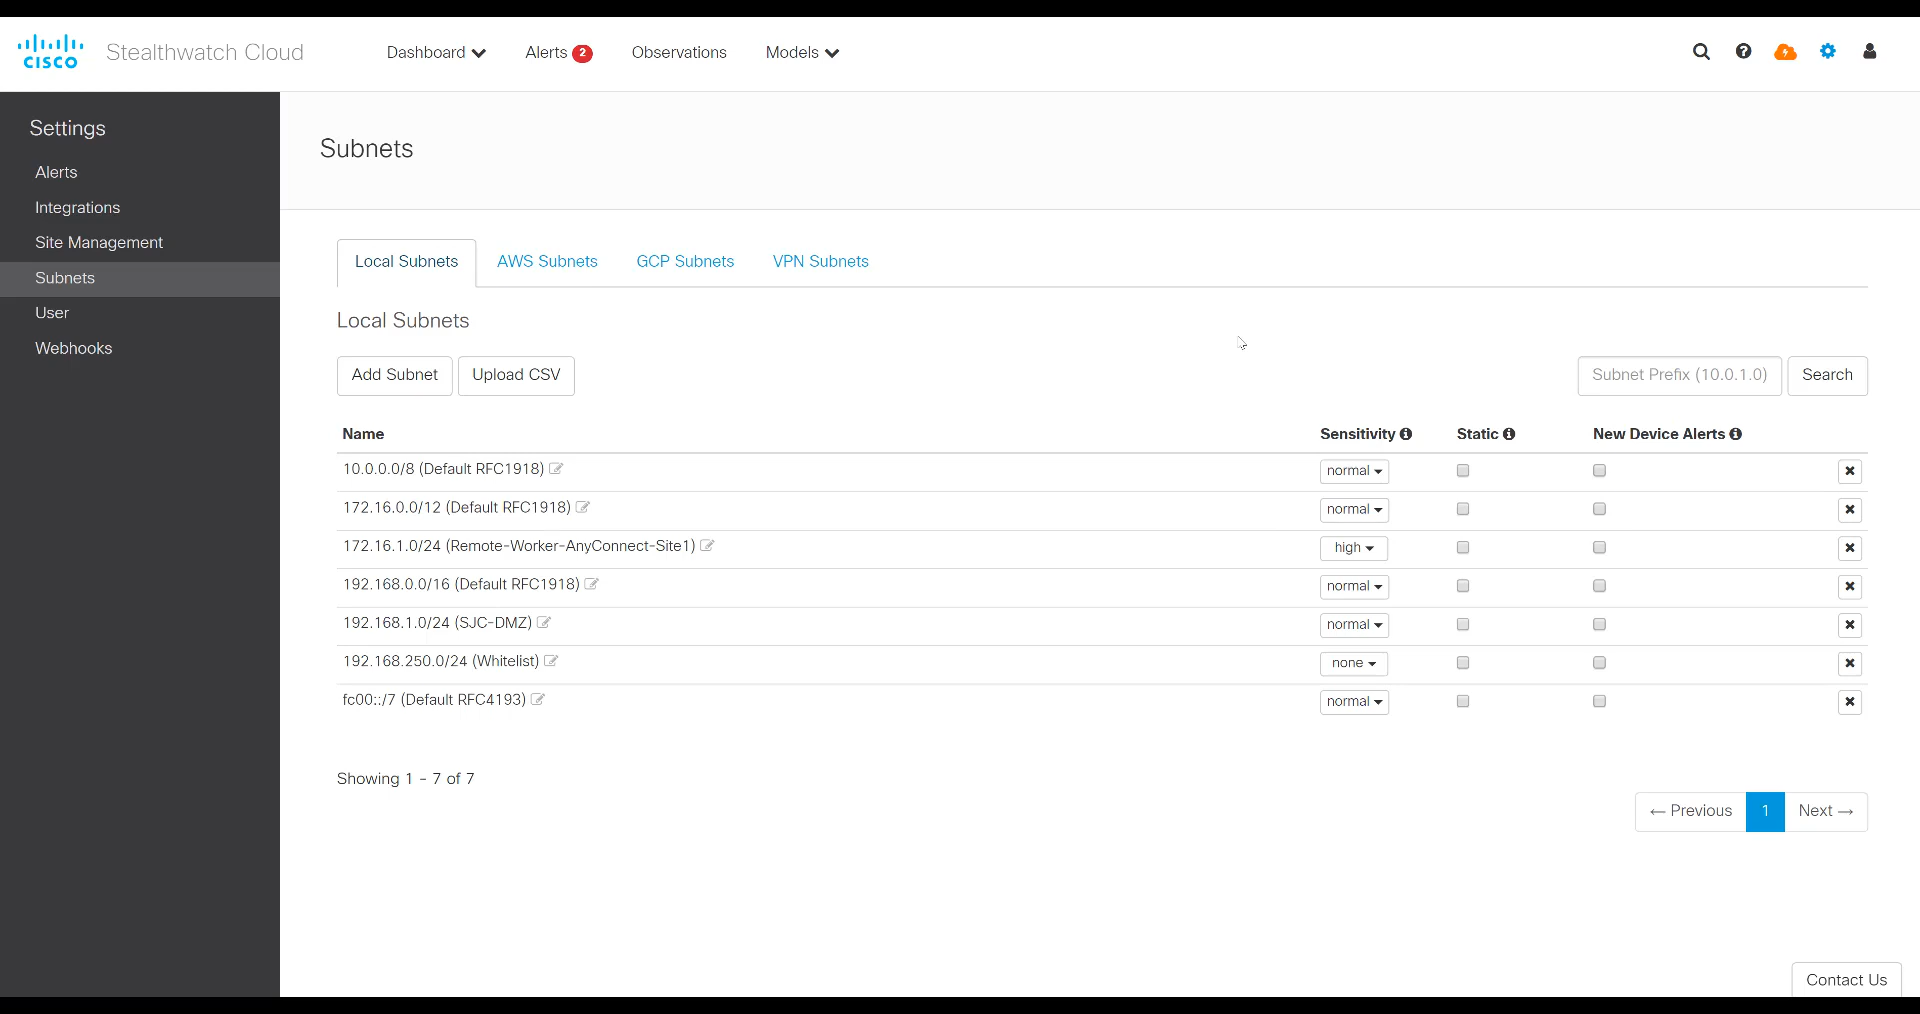 CISCO Stealthwatch Cloud Dashboard Alerts 2 Observations Models
Settings
Alerts
Integrations
Site Management
Subnets
User
Webhooks
Subnets
Local Subnets AWS Subnets GCP Subnets VPN Subnets
Local Subnets
Add Subnet Upload CSV Subnet Prefix (10.0.1.0) Search
Name Sensitivity Static New Device Alerts
10.0.0.0/8 (Default RFC1918) normal
172.16.0.0/12 (Default RFC1918) normal
172.16.1.0/24 (Remote-Worker-AnyConnect-Site1) high
192.168.0.0/16 (Default RFC1918) normal
192.168.1.0/24 (SJC-DMZ) normal
192.168.250.0/24 (Whitelist) none
fc00::/7 (Default RFC4193) normal
Showing 1 - 7 of 7
← Previous 1 Next →
Contact Us